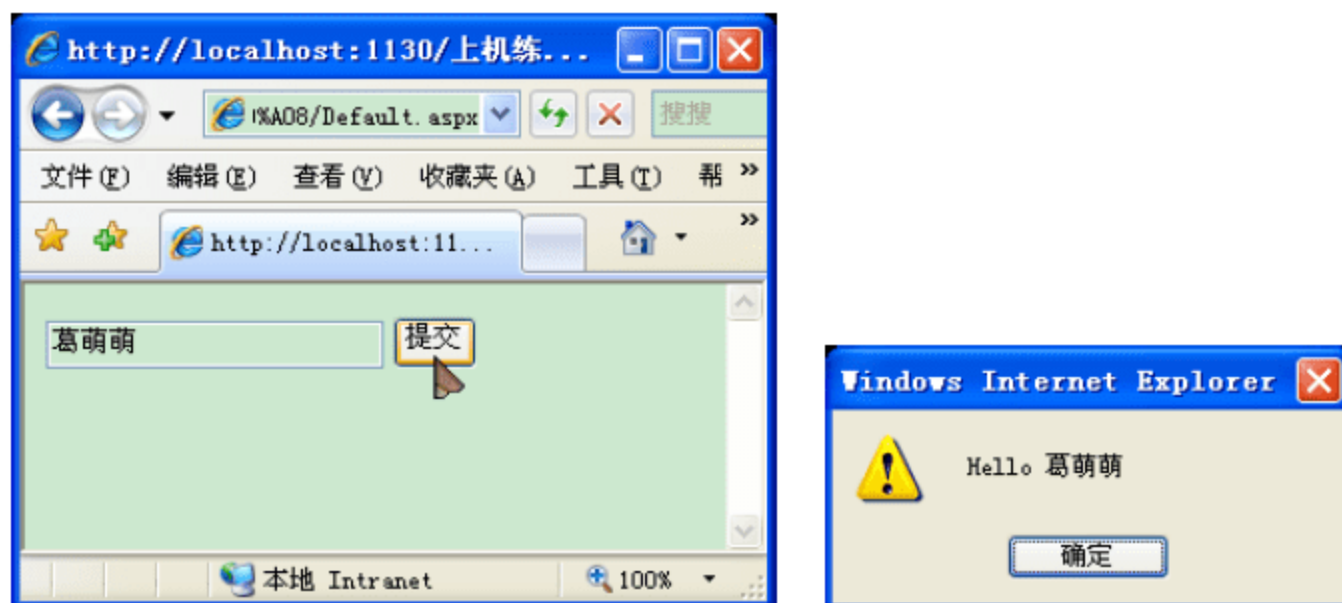 http://localhost:1130/上机练...
%A08/Default.aspx
搜搜
文件(F) 编辑(E) 查看(V) 收藏夹(A) 工具(T) 帮 »
http://localhost:11... »
葛萌萌 提交
本地 Intranet 100%
Windows Internet Explorer
Hello 葛萌萌
确定